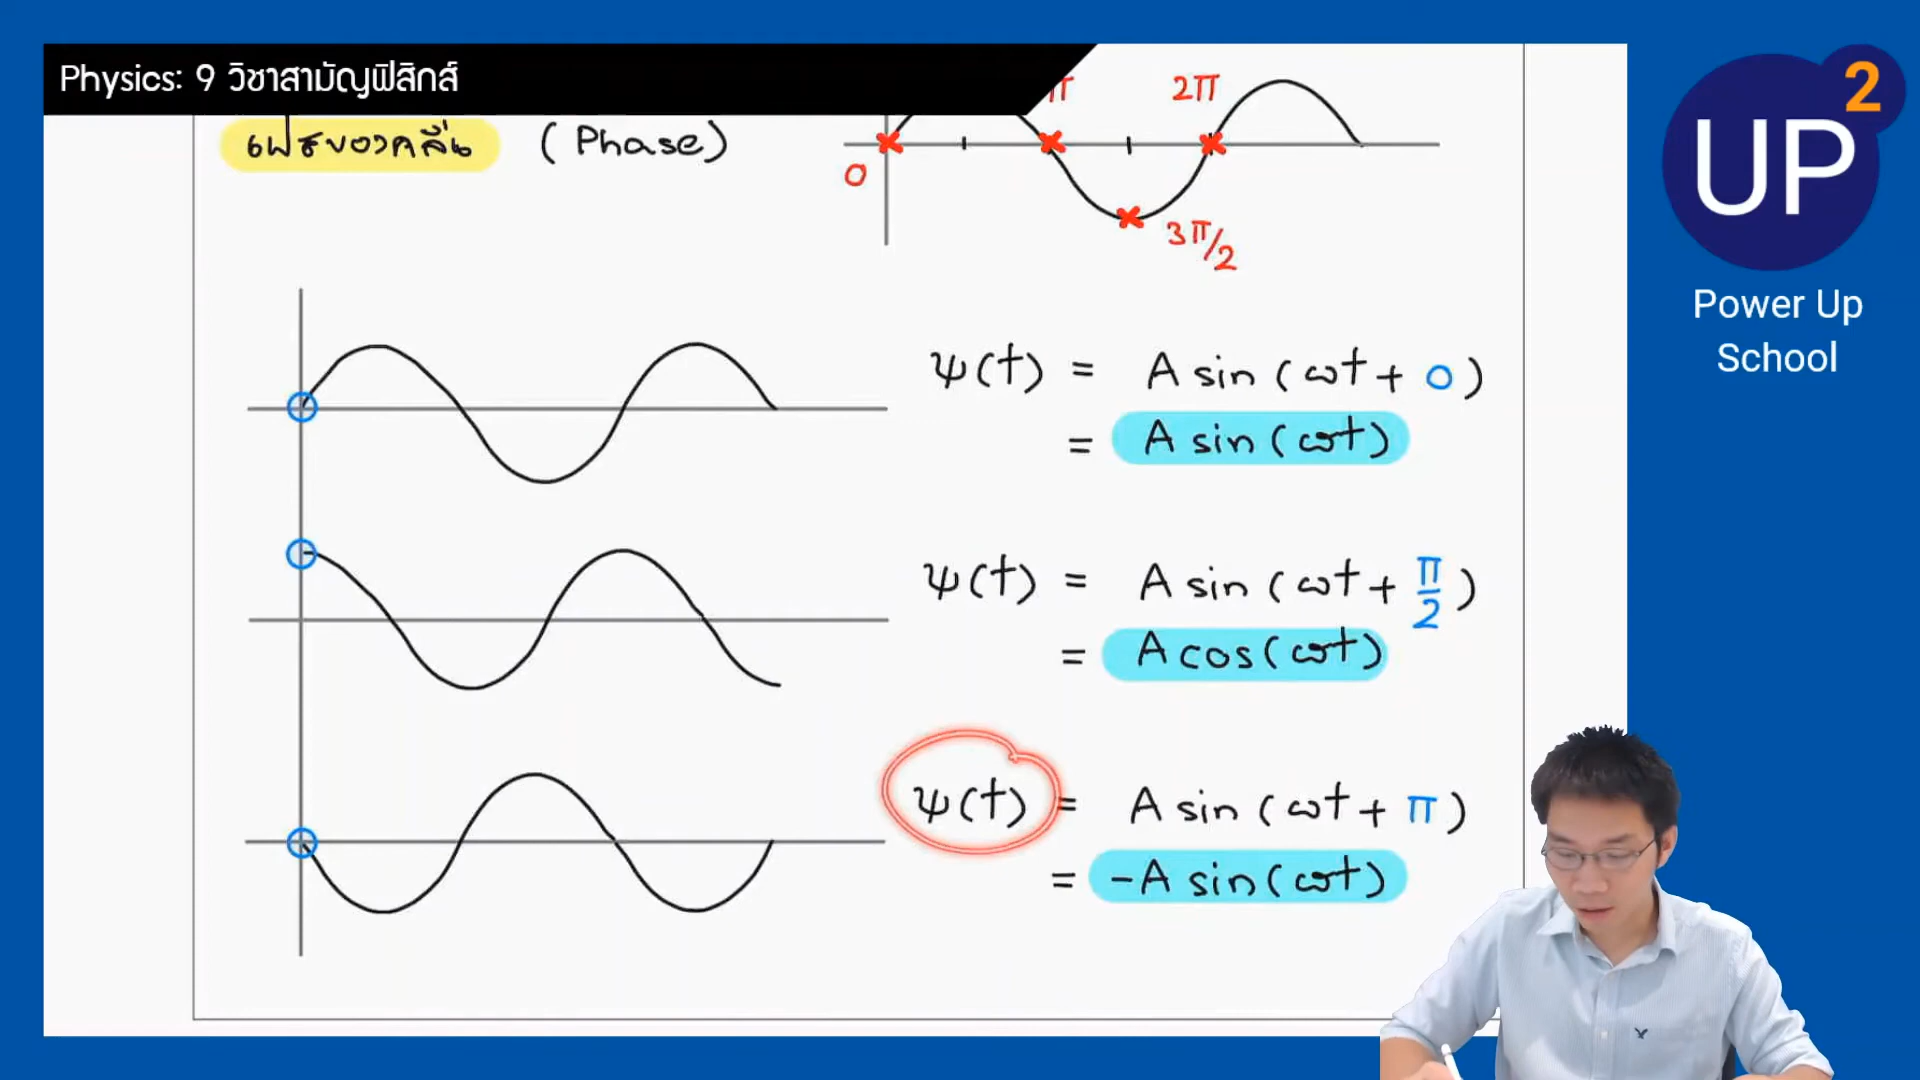 Physics: 9 วิชาสามัญฟิสิกส์
UP2
Power Up
School
เฟสของคลื่น (Phase)
π
2π
0
3π/2
ψ(t) = A sin(ωt + 0)
= A sin(ωt)
ψ(t) = A sin(ωt + π/2)
= A cos(ωt)
ψ(t) = A sin(ωt + π)
= -A sin(ωt)